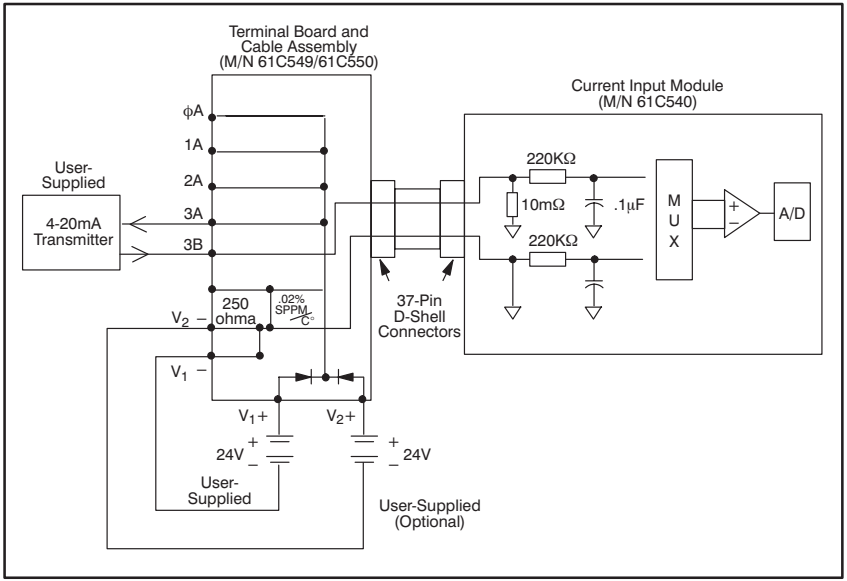 Terminal Board and
Cable Assembly
(M/N 61C549/61C550)
Current Input Module
(M/N 61C540)
ϕA
1A
2A
3A
3B
User-
Supplied
4-20mA
Transmitter
220KΩ
10mΩ
.1µF
220KΩ
M
U
X
+
−
A/D
37-Pin
D-Shell
Connectors
250
ohma
.02%
SPPM
/C°
V2 −
V1 −
V1+
V2+
+
24V
−
+
24V
−
User-
Supplied
User-Supplied
(Optional)